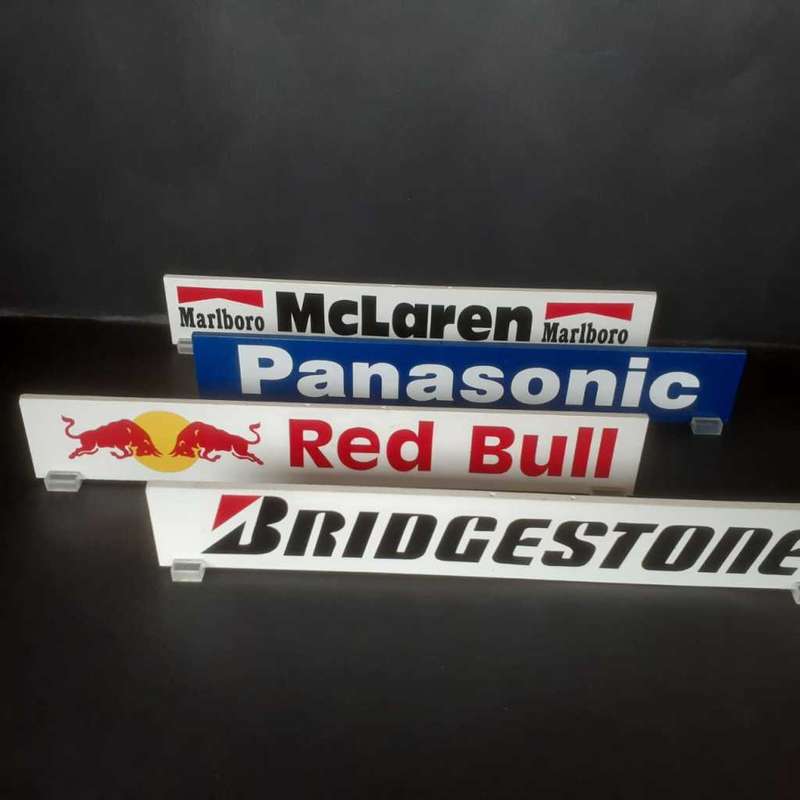 Marlboro McLaren Marlboro
Panasonic
Red Bull
BRIDGESTONE